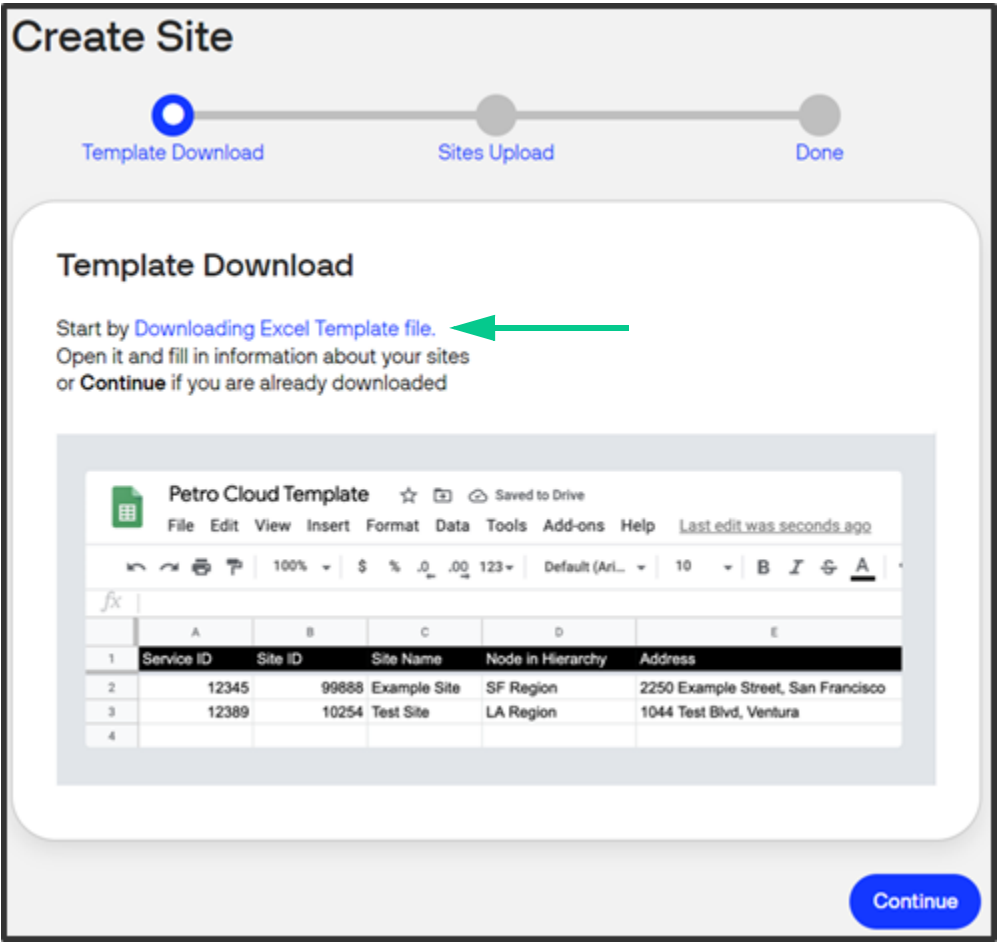 Create Site
Template Download
Sites Upload
Done
Template Download
Start by Downloading Excel Template file.
Open it and fill in information about your sites
or Continue if you are already downloaded
Petro Cloud Template Saved to Drive
File Edit View Insert Format Data Tools Add-ons Help Last edit was seconds ago
100% $ % .0 .00 123 Default (Ari... 10 B I S A
fx
A B C D E
1 Service ID Site ID Site Name Node in Hierarchy Address
2 12345 99888 Example Site SF Region 2250 Example Street, San Francisco
3 12389 10254 Test Site LA Region 1044 Test Blvd, Ventura
4
Continue